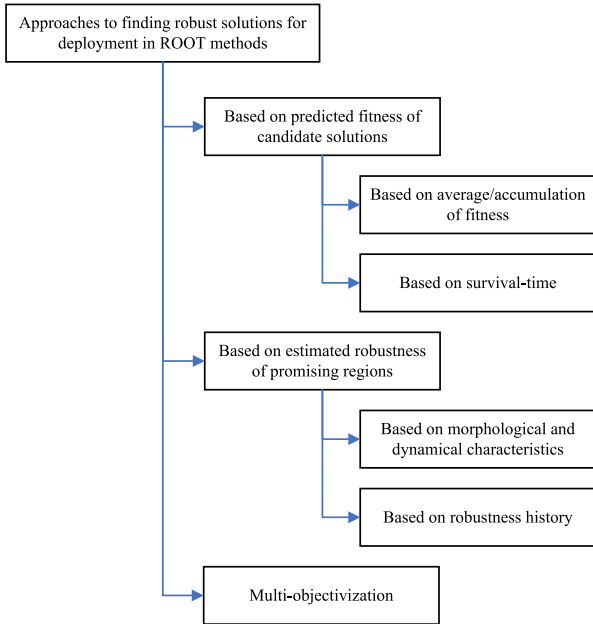 Approaches to finding robust solutions for
deployment in ROOT methods
Based on predicted fitness of
candidate solutions
Based on average/accumulation
of fitness
Based on survival-time
Based on estimated robustness
of promising regions
Based on morphological and
dynamical characteristics
Based on robustness history
Multi-objectivization